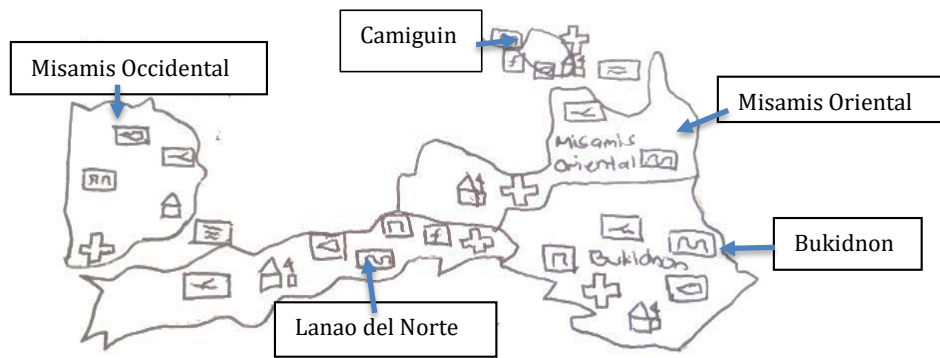 Camiguin
Misamis Occidental
Misamis Oriental
Misamis
Oriental
Bukidnon
Bukidnon
Lanao del Norte